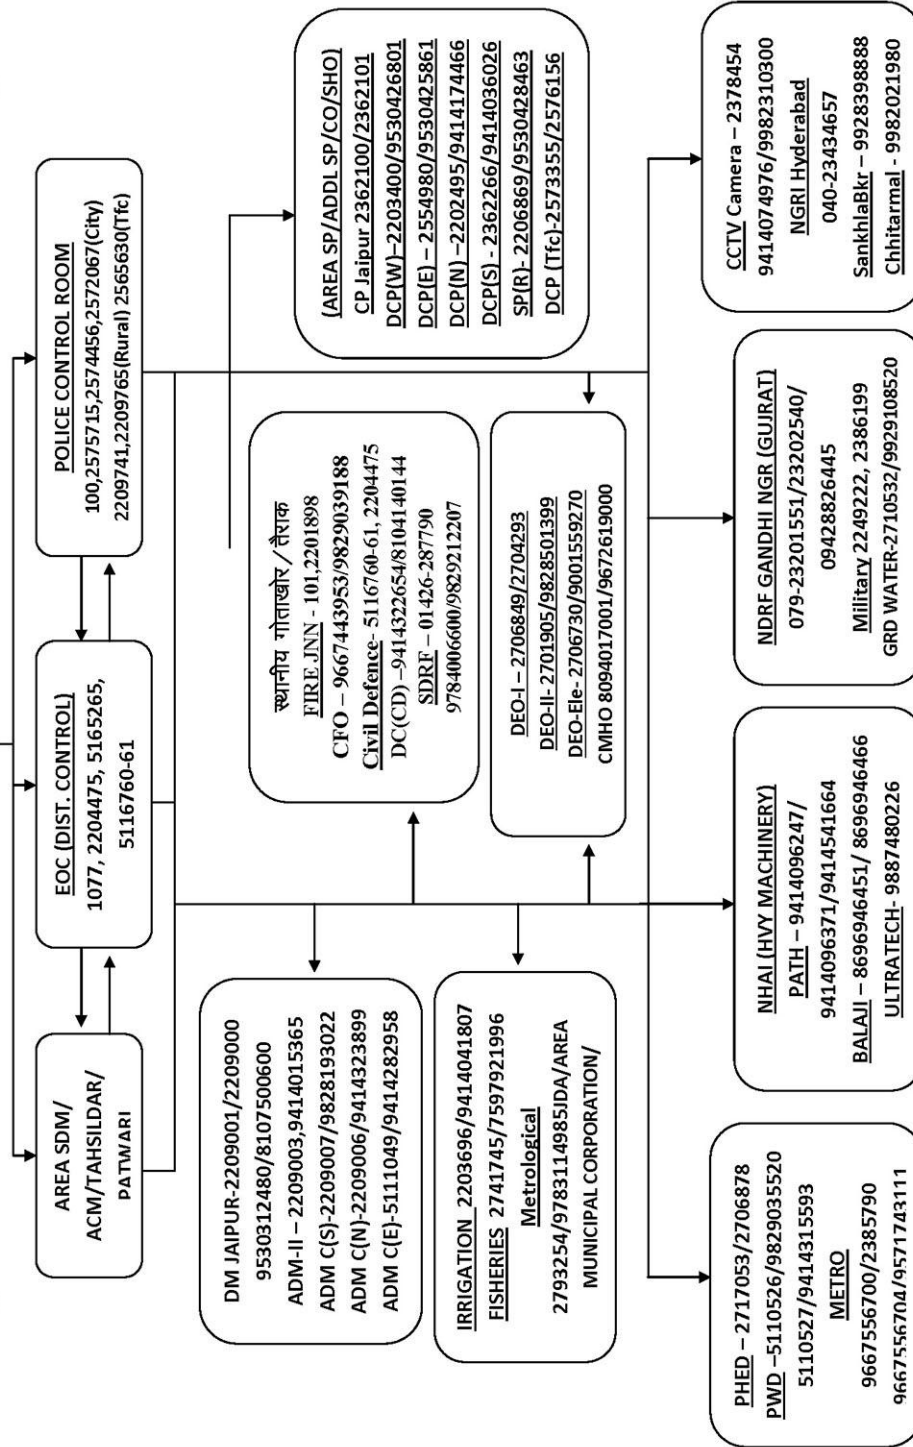 AREA SDM/
ACM/TAHSILDAR/
PATWARI
EOC (DIST. CONTROL)
1077, 2204475, 5165265,
5116760-61
POLICE CONTROL ROOM
100,2575715,2574456,2572067(City)
2209741,2209765(Rural) 2565630(Tfc)
DM JAIPUR-2209001/2209000
9530312480/8107500600
ADM-II – 2209003,9414015365
ADM C(S)-2209007/9828193022
ADM C(N)-2209006/9414323899
ADM C(E)-5111049/9414282958
स्थानीय गोताखोर / तैराक
FIRE JNN - 101,2201898
CFO – 9667443953/9829039188
Civil Defence- 5116760-61, 2204475
DC(CD) –9414322654/8104140144
SDRF – 01426-287790
9784006600/9829212207
(AREA SP/ADDL SP/CO/SHO)
CP Jaipur 2362100/2362101
DCP(W)–2203400/9530426801
DCP(E) – 2554980/9530425861
DCP(N) –2202495/9414174466
DCP(S) - 2362266/9414036026
SP(R)- 2206869/9530428463
DCP (Tfc)-2573355/2576156
IRRIGATION 2203696/9414041807
FISHERIES 2741745/7597921996
Metrological
2793254/9783114985JDA/AREA
MUNICIPAL CORPORATION/
DEO-I – 2706849/2704293
DEO-II- 2701905/9828501399
DEO-Ele- 2706730/9001559270
CMHO 8094017001/9672619000
PHED – 2717053/2706878
PWD –5110526/9829035520
5110527/9414315593
METRO
9667556700/2385790
9667556704/9571743111
NHAI (HVY MACHINERY)
PATH – 9414096247/
9414096371/9414541664
BALAJI – 8696946451/ 8696946466
ULTRATECH- 9887480226
NDRF GANDHI NGR (GUJRAT)
079-23201551/23202540/
09428826445
Military 2249222, 2386199
GRD WATER-2710532/9929108520
CCTV Camera – 2378454
9414074976/9982310300
NGRI Hyderabad
040-23434657
SankhlaBkr – 9928398888
Chhitarmal - 9982021980